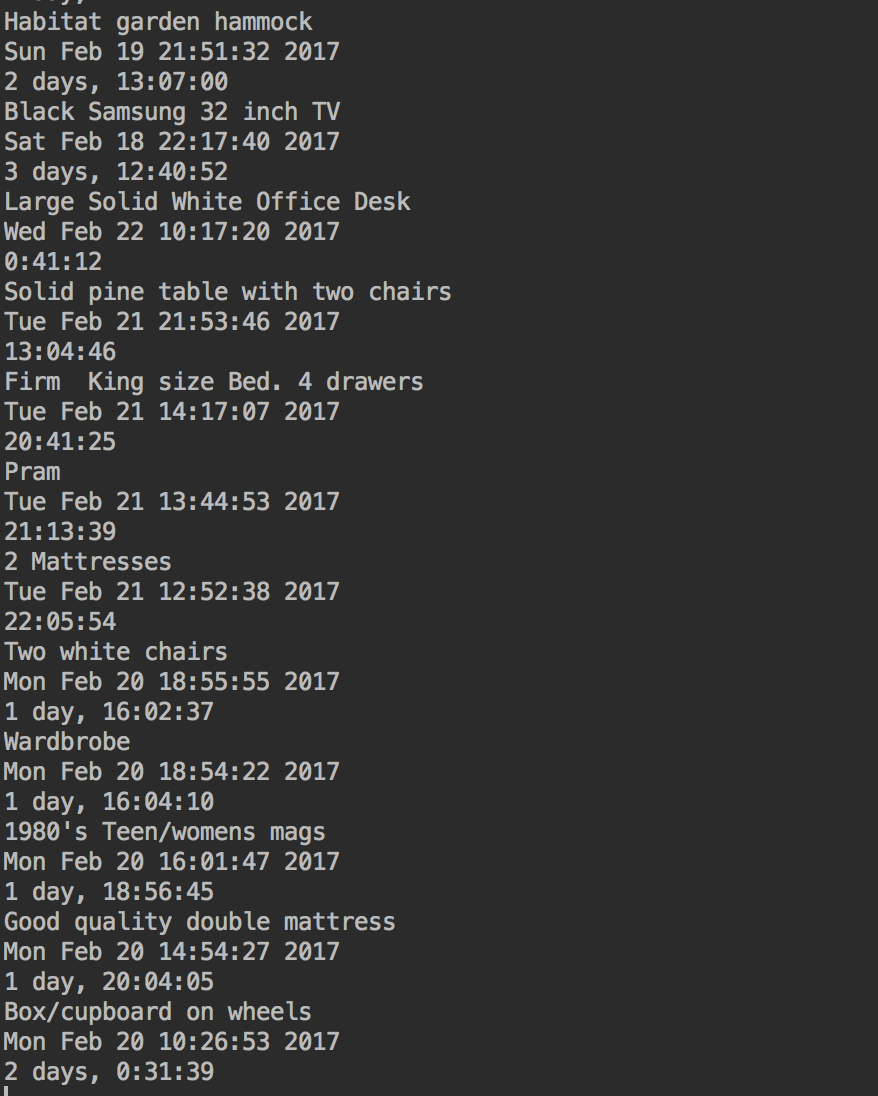 Habitat garden hammock
Sun Feb 19 21:51:32 2017
2 days, 13:07:00
Black Samsung 32 inch TV
Sat Feb 18 22:17:40 2017
3 days, 12:40:52
Large Solid White Office Desk
Wed Feb 22 10:17:20 2017
0:41:12
Solid pine table with two chairs
Tue Feb 21 21:53:46 2017
13:04:46
Firm  King size Bed. 4 drawers
Tue Feb 21 14:17:07 2017
20:41:25
Pram
Tue Feb 21 13:44:53 2017
21:13:39
2 Mattresses
Tue Feb 21 12:52:38 2017
22:05:54
Two white chairs
Mon Feb 20 18:55:55 2017
1 day, 16:02:37
Wardbrobe
Mon Feb 20 18:54:22 2017
1 day, 16:04:10
1980's Teen/womens mags
Mon Feb 20 16:01:47 2017
1 day, 18:56:45
Good quality double mattress
Mon Feb 20 14:54:27 2017
1 day, 20:04:05
Box/cupboard on wheels
Mon Feb 20 10:26:53 2017
2 days, 0:31:39